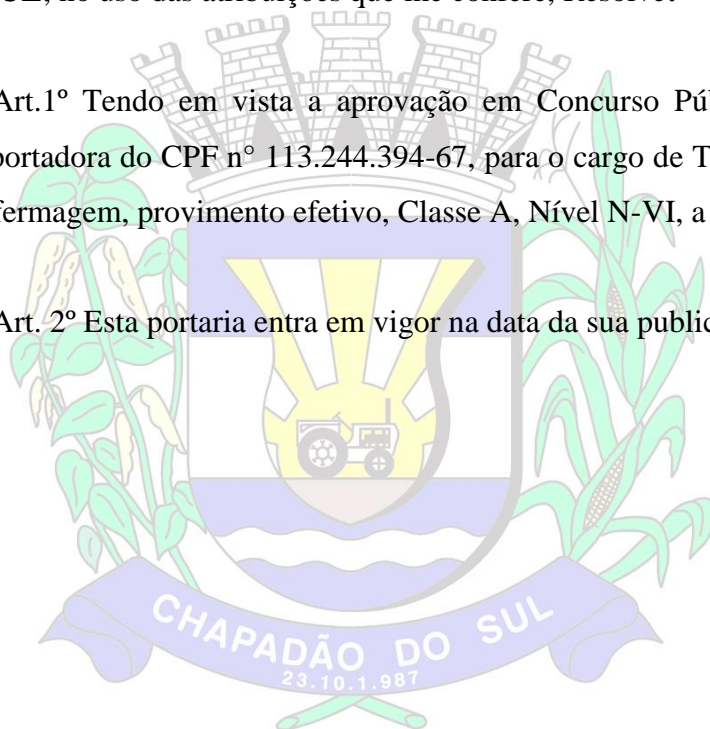 , no uso das atribuições que me confere, Resolve:
Art.1º Tendo em vista a aprovação em Concurso Púb
portadora do CPF n° 113.244.394-67, para o cargo de T
fermagem, provimento efetivo, Classe A, Nível N-VI, a
Art. 2º Esta portaria entra em vigor na data da sua public
CHAPADÃO DO SUL
23.10.1.987